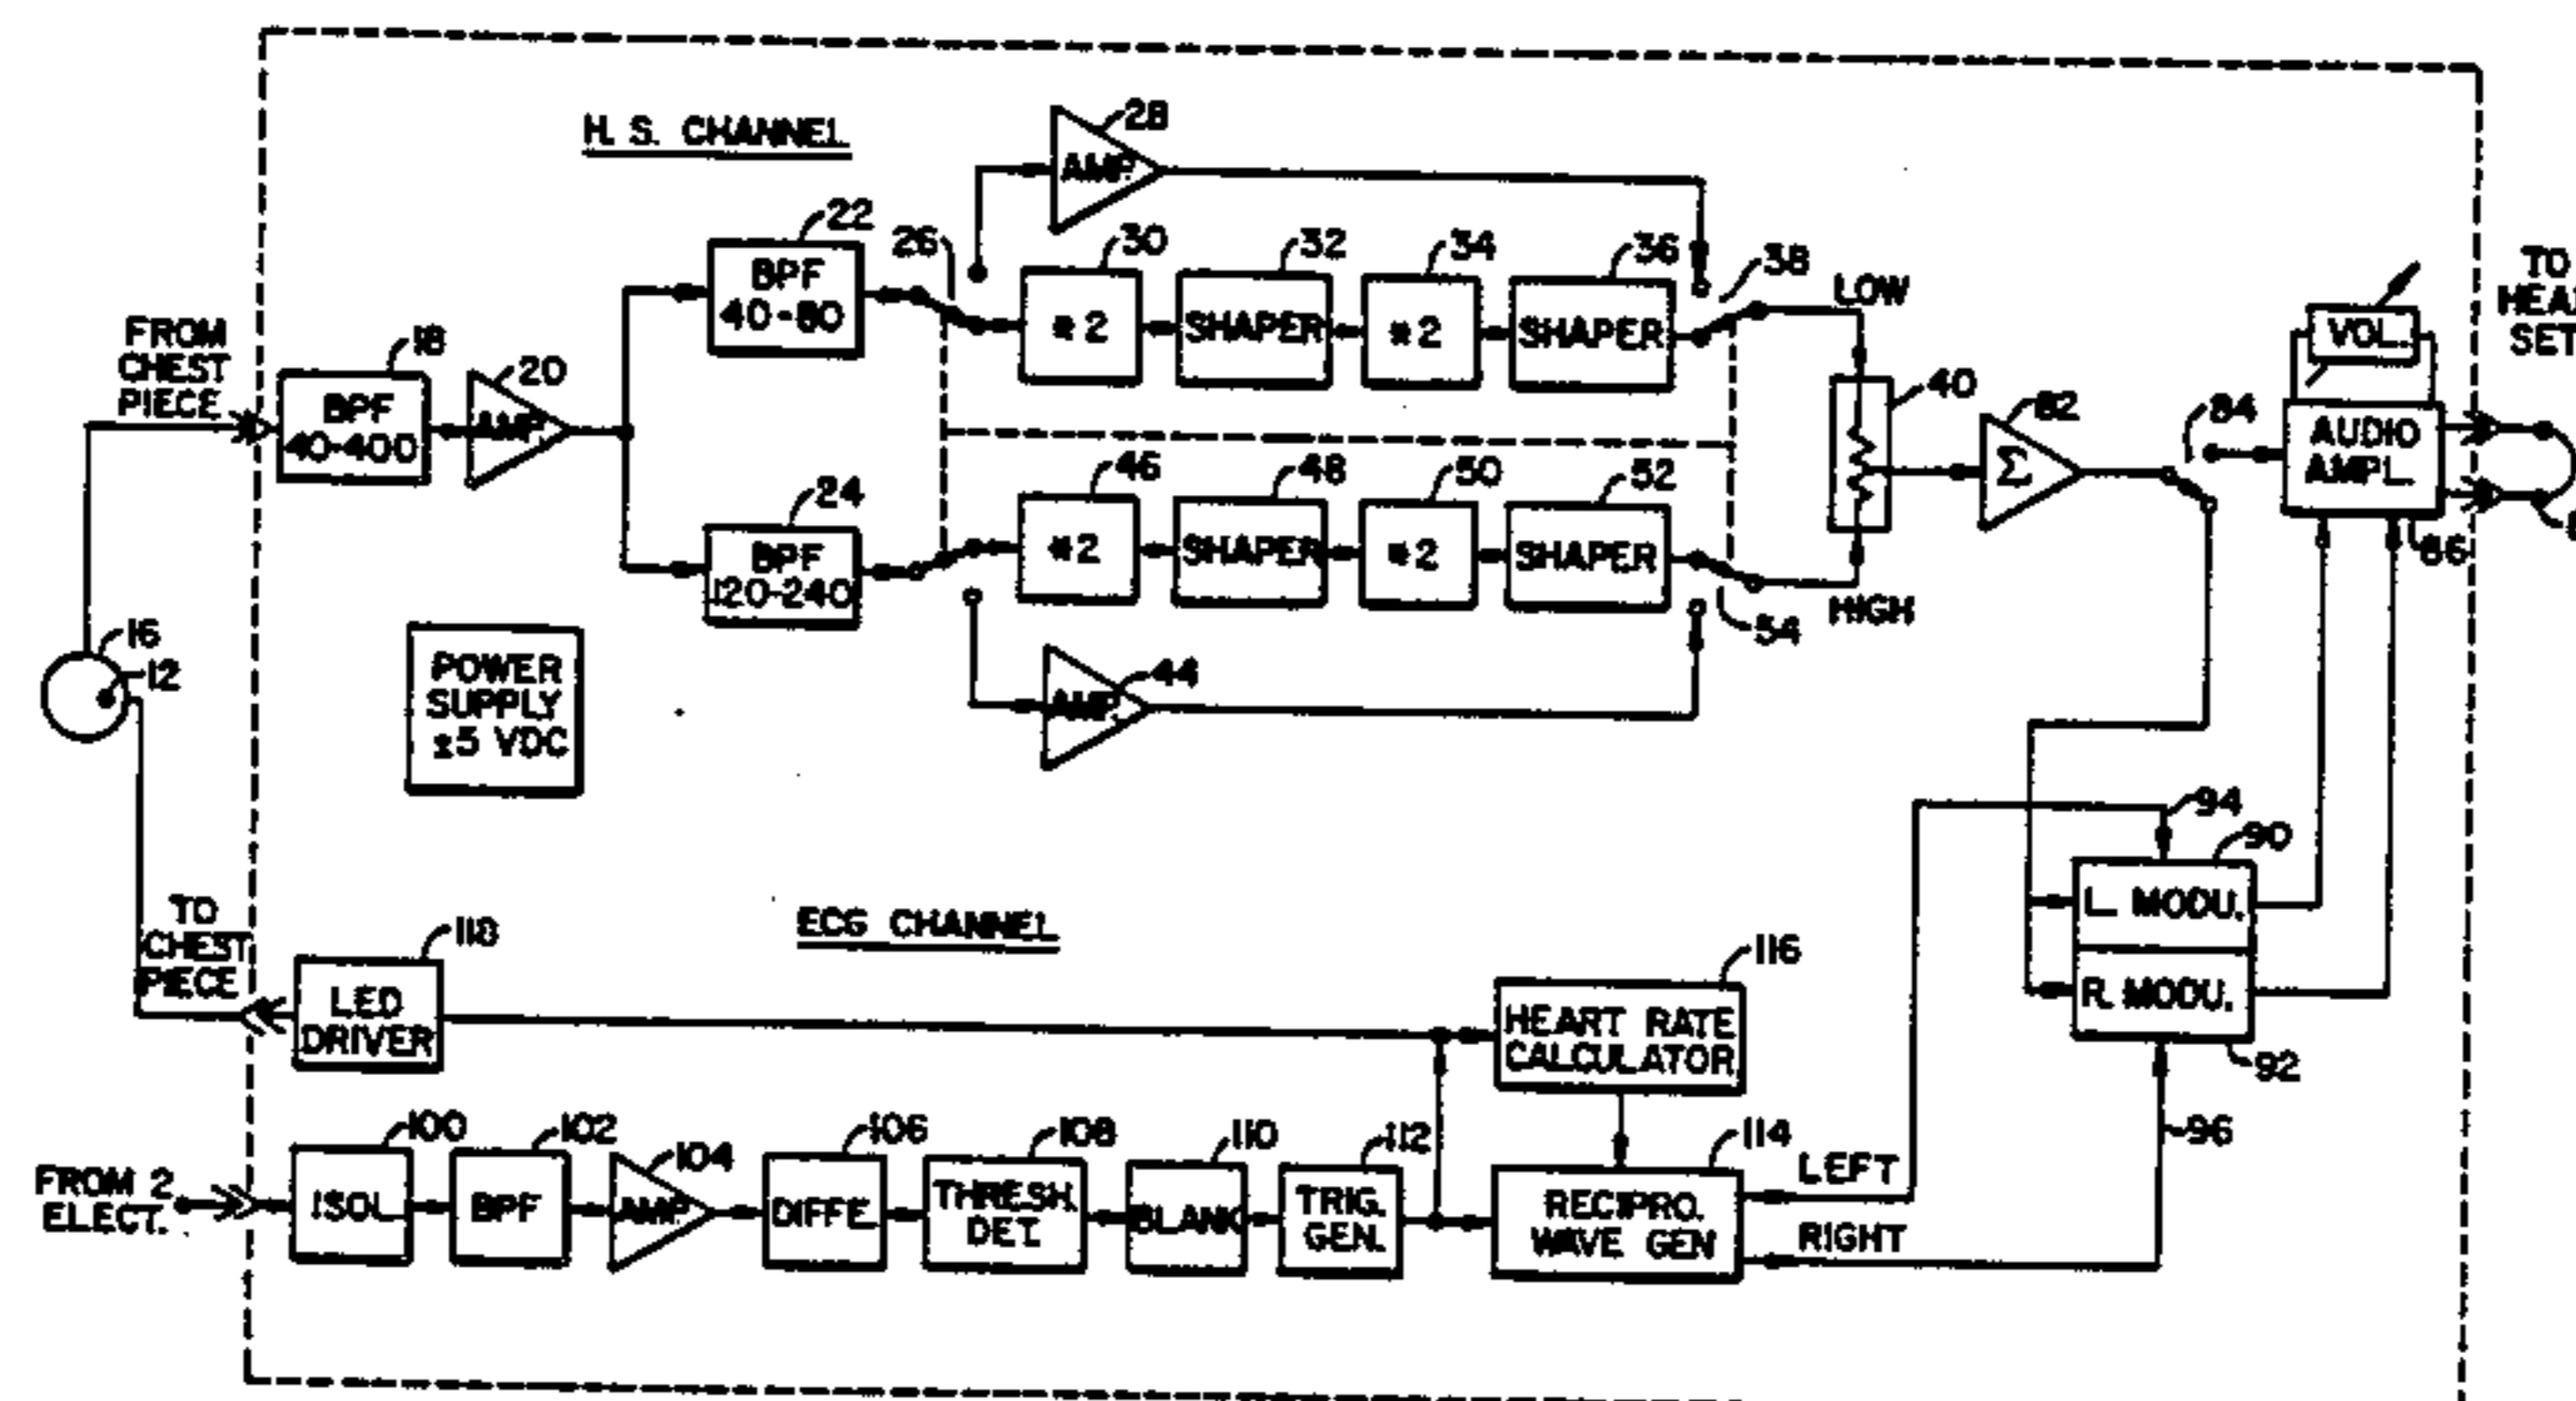 H. S. CHANNEL
28
AMP.
22
BPF
40-80
26
30
*2
32
SHAPER
34
*2
36
SHAPER
38
LOW
TO
SET
VOL.
FROM
CHEST
PIECE
18
BPF
40-400
20
AMP.
40
82
Σ
84
AUDIO
AMPL.
86
24
BPF
120-240
46
*2
48
SHAPER
50
*2
52
SHAPER
54
HIGH
44
AMP.
16
12
POWER
SUPPLY
±5 VDC
94
90
L. MODU.
R. MODU.
92
96
TO
CHEST
PIECE
118
LED
DRIVER
ECG CHANNEL
116
HEART RATE
CALCULATOR
FROM 2
ELECT.
100
ISOL
102
BPF
104
AMP
106
DIFFE.
108
THRESH.
DET.
110
BLANK
112
TRIG.
GEN.
114
RECIPRO.
WAVE GEN
LEFT
RIGHT